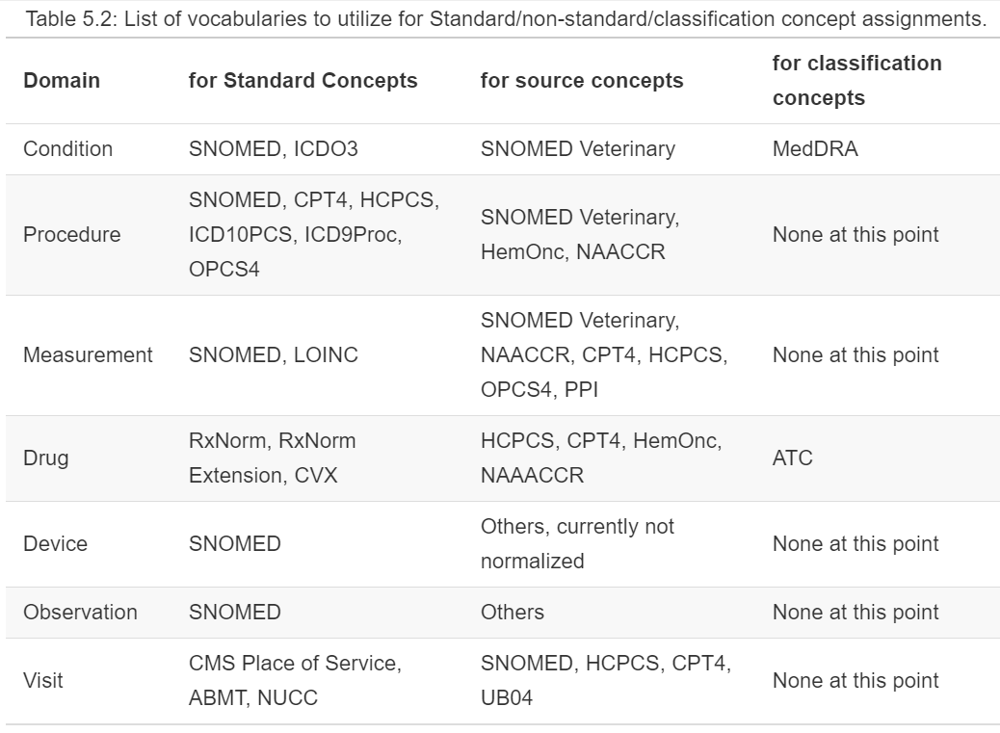 Table 5.2: List of vocabularies to utilize for Standard/non-standard/classification concept assignments.
Domain for Standard Concepts for source concepts for classification concepts
Condition SNOMED, ICDO3 SNOMED Veterinary MedDRA
Procedure SNOMED, CPT4, HCPCS, ICD10PCS, ICD9Proc, OPCS4 SNOMED Veterinary, HemOnc, NAACCR None at this point
Measurement SNOMED, LOINC SNOMED Veterinary, NAACCR, CPT4, HCPCS, OPCS4, PPI None at this point
Drug RxNorm, RxNorm Extension, CVX HCPCS, CPT4, HemOnc, NAAACCR ATC
Device SNOMED Others, currently not normalized None at this point
Observation SNOMED Others None at this point
Visit CMS Place of Service, ABMT, NUCC SNOMED, HCPCS, CPT4, UB04 None at this point